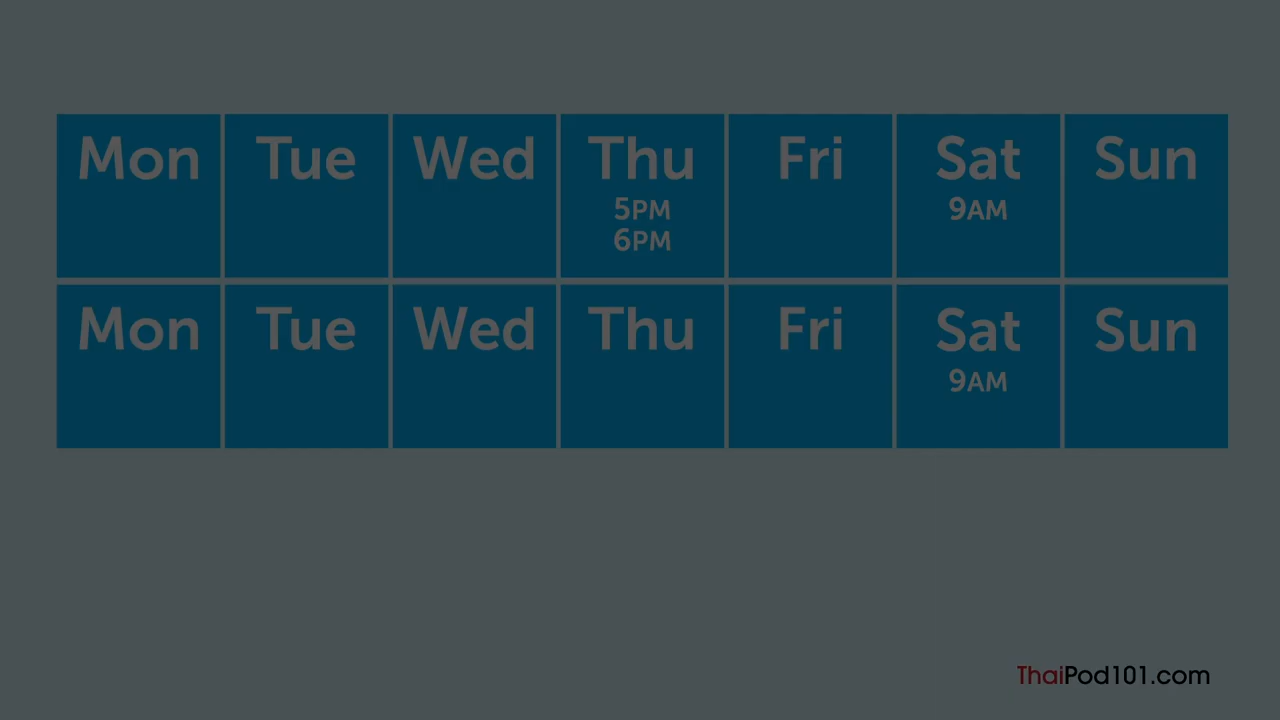 Mon Tue Wed Thu Fri Sat Sun
5PM 9AM
6PM
Mon Tue Wed Thu Fri Sat Sun
9AM
ThaiPod101.com